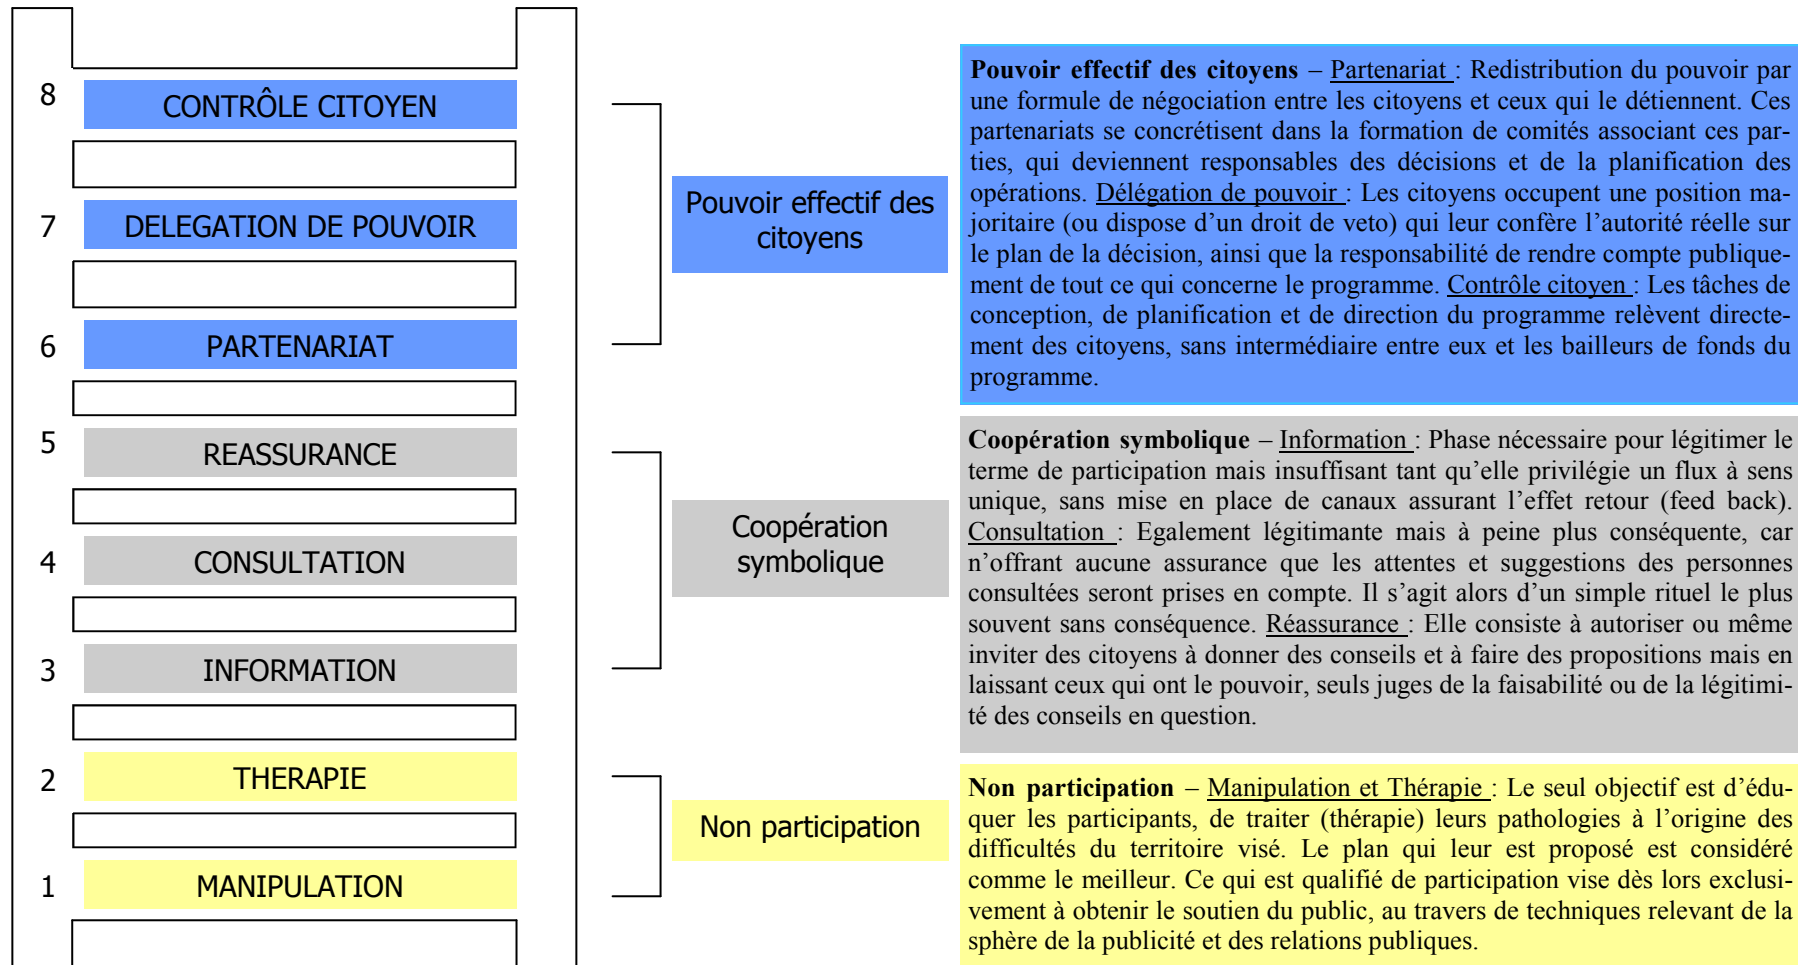 8
CONTRÔLE CITOYEN
7
DELEGATION DE POUVOIR
6
PARTENARIAT
5
REASSURANCE
4
CONSULTATION
3
INFORMATION
2
THERAPIE
1
MANIPULATION
Pouvoir effectif des
citoyens
Coopération
symbolique
Non participation
Pouvoir effectif des citoyens – Partenariat : Redistribution du pouvoir par
une formule de négociation entre les citoyens et ceux qui le détiennent. Ces
partenariats se concrétisent dans la formation de comités associant ces par-
ties, qui deviennent responsables des décisions et de la planification des
opérations. Délégation de pouvoir : Les citoyens occupent une position ma-
joritaire (ou dispose d’un droit de veto) qui leur confère l’autorité réelle sur
le plan de la décision, ainsi que la responsabilité de rendre compte publique-
ment de tout ce qui concerne le programme. Contrôle citoyen : Les tâches de
conception, de planification et de direction du programme relèvent directe-
ment des citoyens, sans intermédiaire entre eux et les bailleurs de fonds du
programme.
Coopération symbolique – Information : Phase nécessaire pour légitimer le
terme de participation mais insuffisant tant qu’elle privilégie un flux à sens
unique, sans mise en place de canaux assurant l’effet retour (feed back).
Consultation : Egalement légitimante mais à peine plus conséquente, car
n’offrant aucune assurance que les attentes et suggestions des personnes
consultées seront prises en compte. Il s’agit alors d’un simple rituel le plus
souvent sans conséquence. Réassurance : Elle consiste à autoriser ou même
inviter des citoyens à donner des conseils et à faire des propositions mais en
laissant ceux qui ont le pouvoir, seuls juges de la faisabilité ou de la légitimi-
té des conseils en question.
Non participation – Manipulation et Thérapie : Le seul objectif est d’édu-
quer les participants, de traiter (thérapie) leurs pathologies à l’origine des
difficultés du territoire visé. Le plan qui leur est proposé est considéré
comme le meilleur. Ce qui est qualifié de participation vise dès lors exclusi-
vement à obtenir le soutien du public, au travers de techniques relevant de la
sphère de la publicité et des relations publiques.